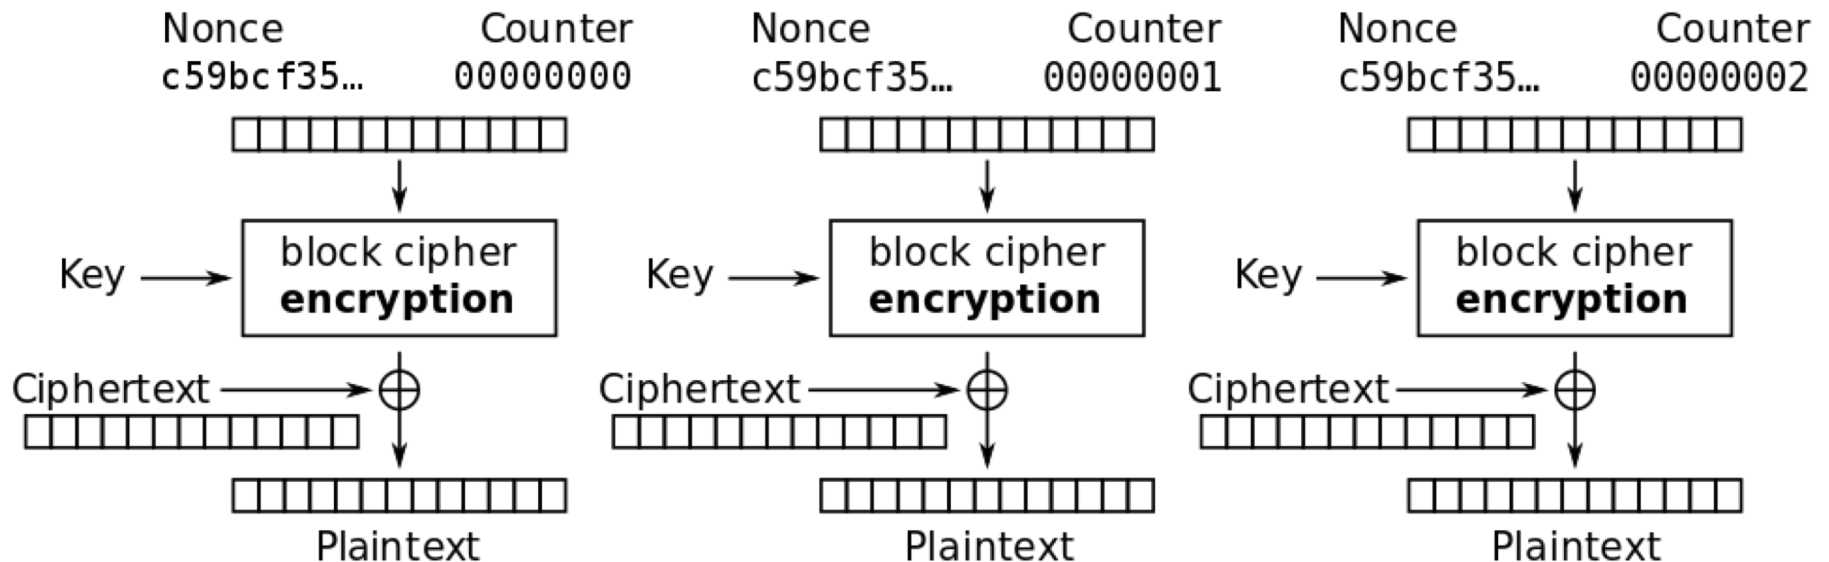 Nonce Counter Nonce Counter Nonce Counter
c59bcf35… 00000000 c59bcf35… 00000001 c59bcf35… 00000002
block cipher block cipher block cipher
Key Key Key
encryption encryption encryption
Ciphertext Ciphertext Ciphertext
Plaintext Plaintext Plaintext